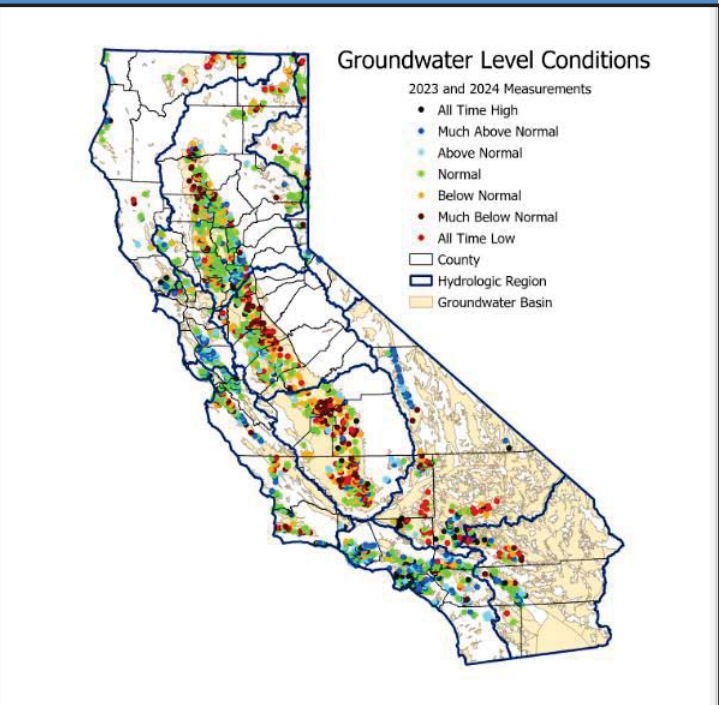 Groundwater Level Conditions
2023 and 2024 Measurements
All Time High
Much Above Normal
Above Normal
Normal
Below Normal
Much Below Normal
All Time Low
County
Hydrologic Region
Groundwater Basin